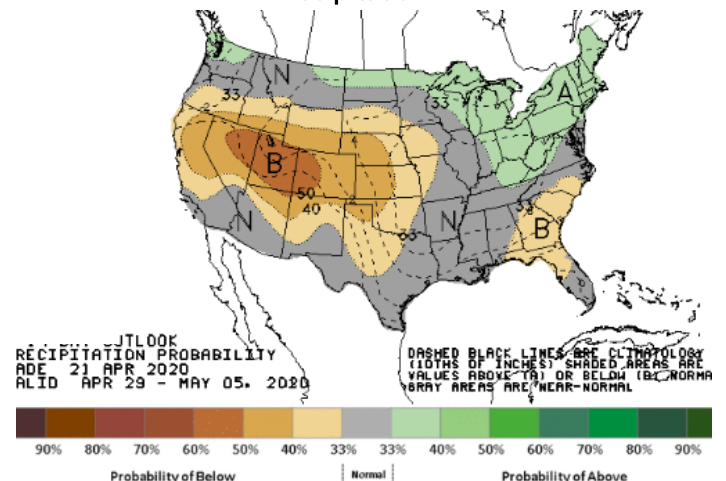 N
33
A
33
B
50
40
N
N
33
33
B
JTLOOK
RECIPITATION PROBABILITY
ADE 21 APR 2020
ALID APR 29 - MAY 05, 2020
DASHED BLACK LINES ARE CLIMATOLOGY
(10THS OF INCHES) SHADED AREAS ARE
VALUES ABOVE (A) OR BELOW (B) NORMA
GRAY AREAS ARE NEAR-NORMAL
90% 80% 70% 60% 50% 40% 33% 33% 40% 50% 60% 70% 80% 90%
Probability of Below Normal Probability of Above